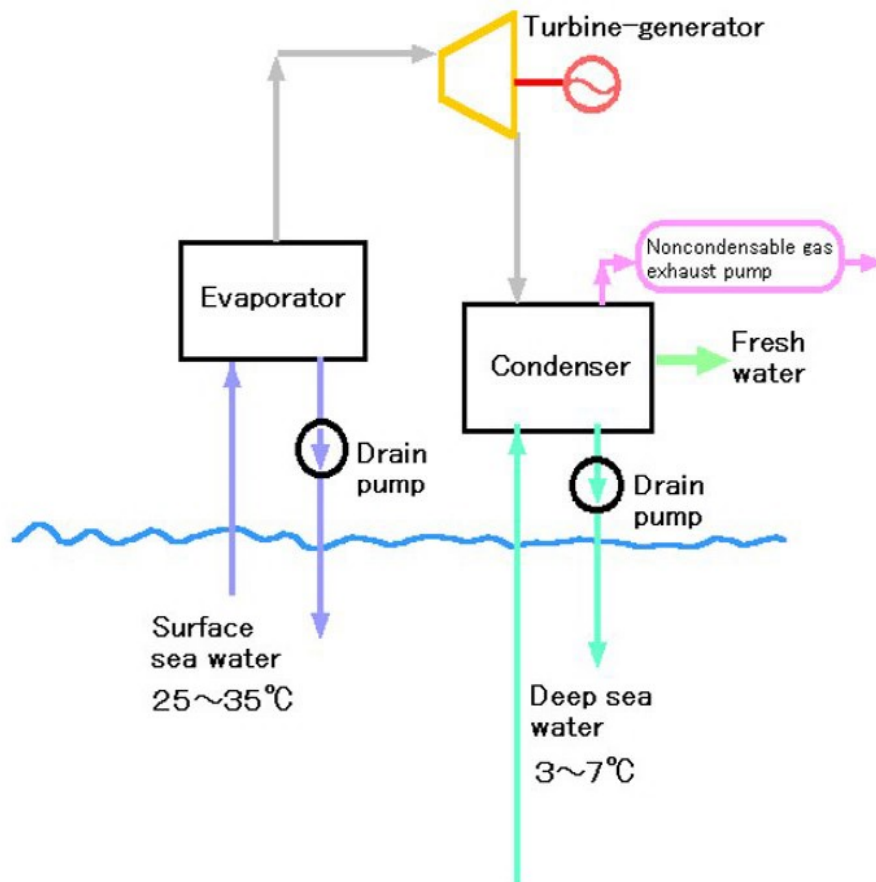 Turbine-generator
Noncondensable gas
exhaust pump
Evaporator
Condenser
Fresh
water
Drain
pump
Drain
pump
Surface
sea water
25～35℃
Deep sea
water
3～7℃